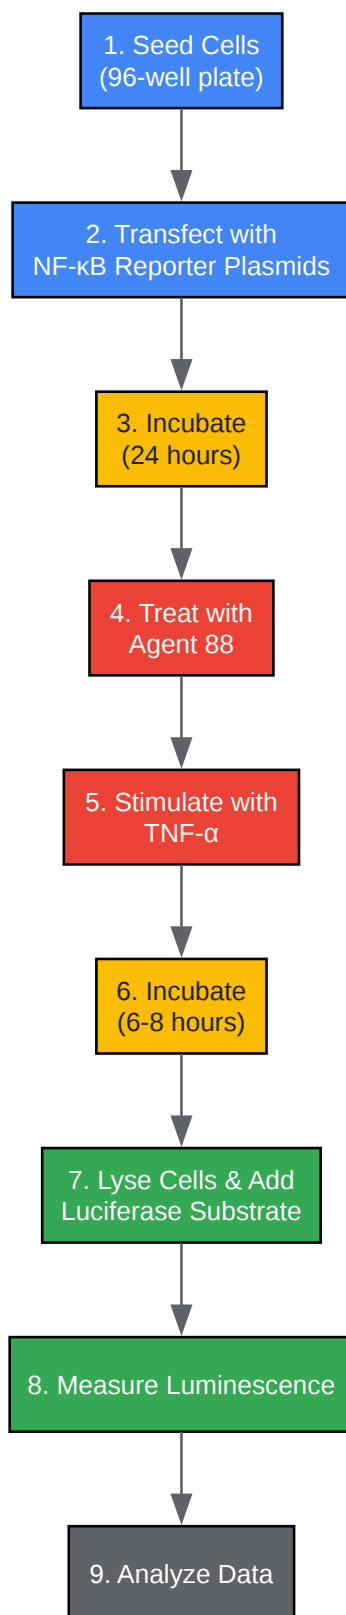 1. Seed Cells
(96-well plate)
2. Transfect with
NF-κB Reporter Plasmids
3. Incubate
(24 hours)
4. Treat with
Agent 88
5. Stimulate with
TNF-α
6. Incubate
(6-8 hours)
7. Lyse Cells & Add
Luciferase Substrate
8. Measure Luminescence
9. Analyze Data